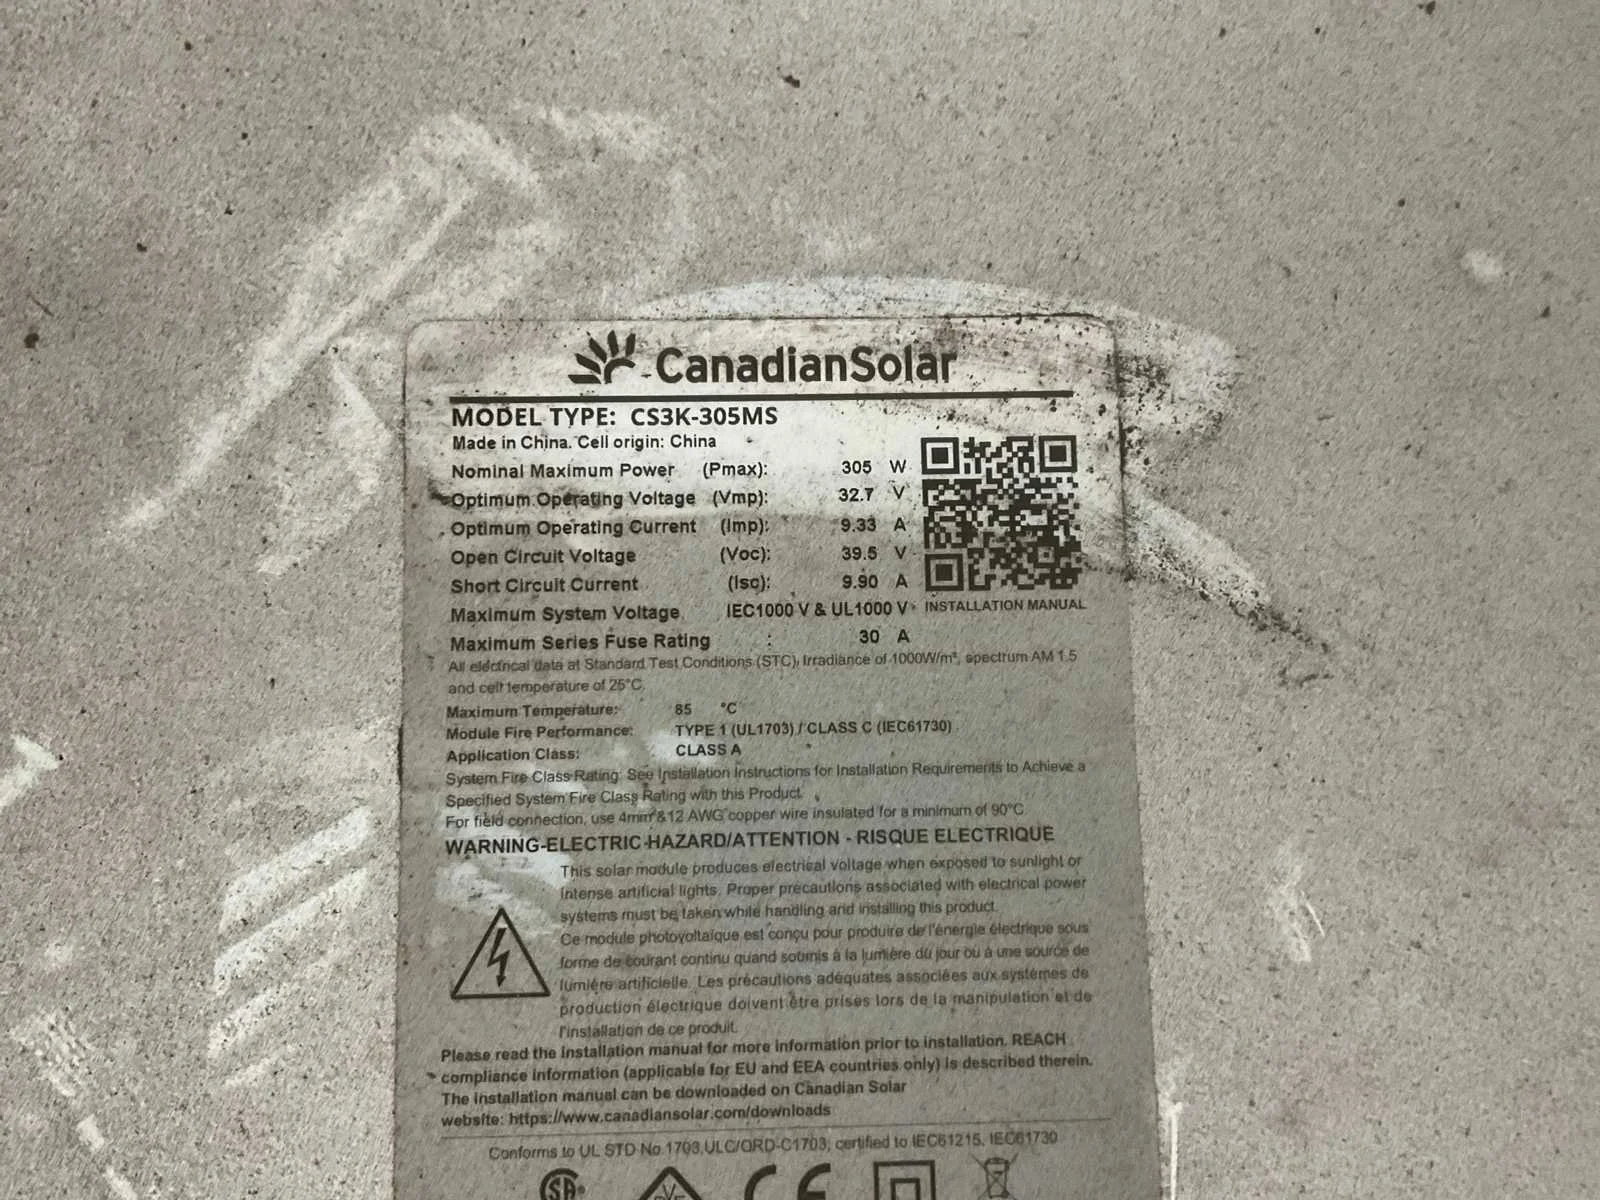 CanadianSolar
MODEL TYPE: CS3K-305MS
Made in China. Cell origin: China
Nominal Maximum Power (Pmax): 305 W
Optimum Operating Voltage (Vmp): 32.7 V
Optimum Operating Current (Imp): 9.33 A
Open Circuit Voltage (Voc): 39.5 V
Short Circuit Current (Isc): 9.90 A
Maximum System Voltage IEC1000 V & UL1000 V
INSTALLATION MANUAL
Maximum Series Fuse Rating : 30 A
All electrical data at Standard Test Conditions (STC), Irradiance of 1000W/m², spectrum AM 1.5
and cell temperature of 25°C.
Maximum Temperature: 85 °C
Module Fire Performance: TYPE 1 (UL1703) / CLASS C (IEC61730)
Application Class: CLASS A
System Fire Class Rating: See Installation Instructions for Installation Requirements to Achieve a
Specified System Fire Class Rating with this Product.
For field connection, use 4mm²&12 AWG copper wire insulated for a minimum of 90°C
WARNING-ELECTRIC HAZARD/ATTENTION - RISQUE ELECTRIQUE
This solar module produces electrical voltage when exposed to sunlight or
Intense artificial lights. Proper precautions associated with electrical power
systems must be taken while handling and installing this product.
Ce module photovoltaïque est conçu pour produire de l'énergie électrique sous
forme de courant continu quand soumis à la lumière du jour ou à une source de
lumière artificielle. Les précautions adéquates associées aux systèmes de
production électrique doivent être prises lors de la manipulation et de
l'installation de ce produit.
Please read the installation manual for more information prior to installation. REACH
compliance information (applicable for EU and EEA countries only) is described therein.
The installation manual can be downloaded on Canadian Solar
website: https://www.canadiansolar.com/downloads
Conforms to UL STD No.1703,ULC/ORD-C1703; certified to IEC61215, IEC61730
SA
CE